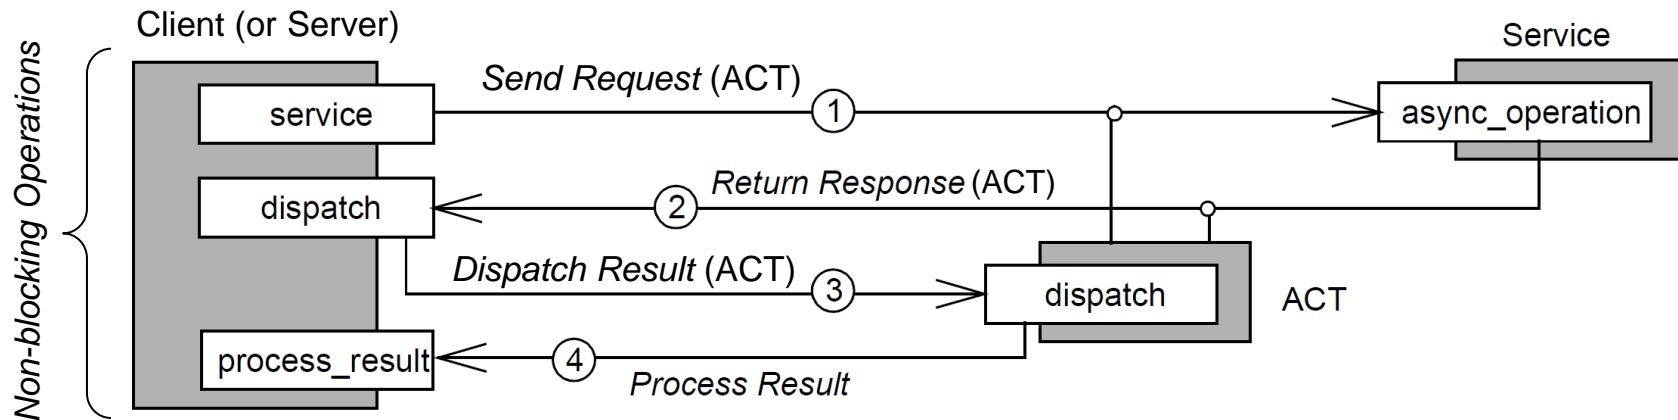 Client (or Server)
Service
Non-blocking Operations
service
Send Request (ACT)
1
async_operation
dispatch
2
Return Response (ACT)
Dispatch Result (ACT)
3
dispatch
ACT
process_result
4
Process Result